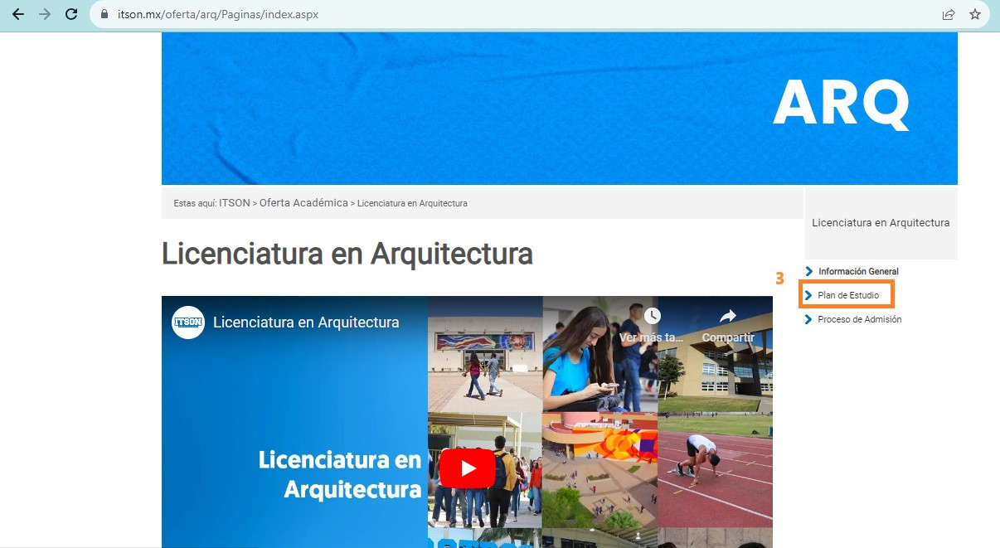 itson.mx/oferta/arq/Paginas/index.aspx
ARQ
Estas aquí: ITSON > Oferta Académica > Licenciatura en Arquitectura
Licenciatura en Arquitectura
Licenciatura en Arquitectura
3
Información General
Plan de Estudio
Proceso de Admisión
ITSON
Licenciatura en Arquitectura
Ver más ta...
Compartir
Licenciatura en
Arquitectura